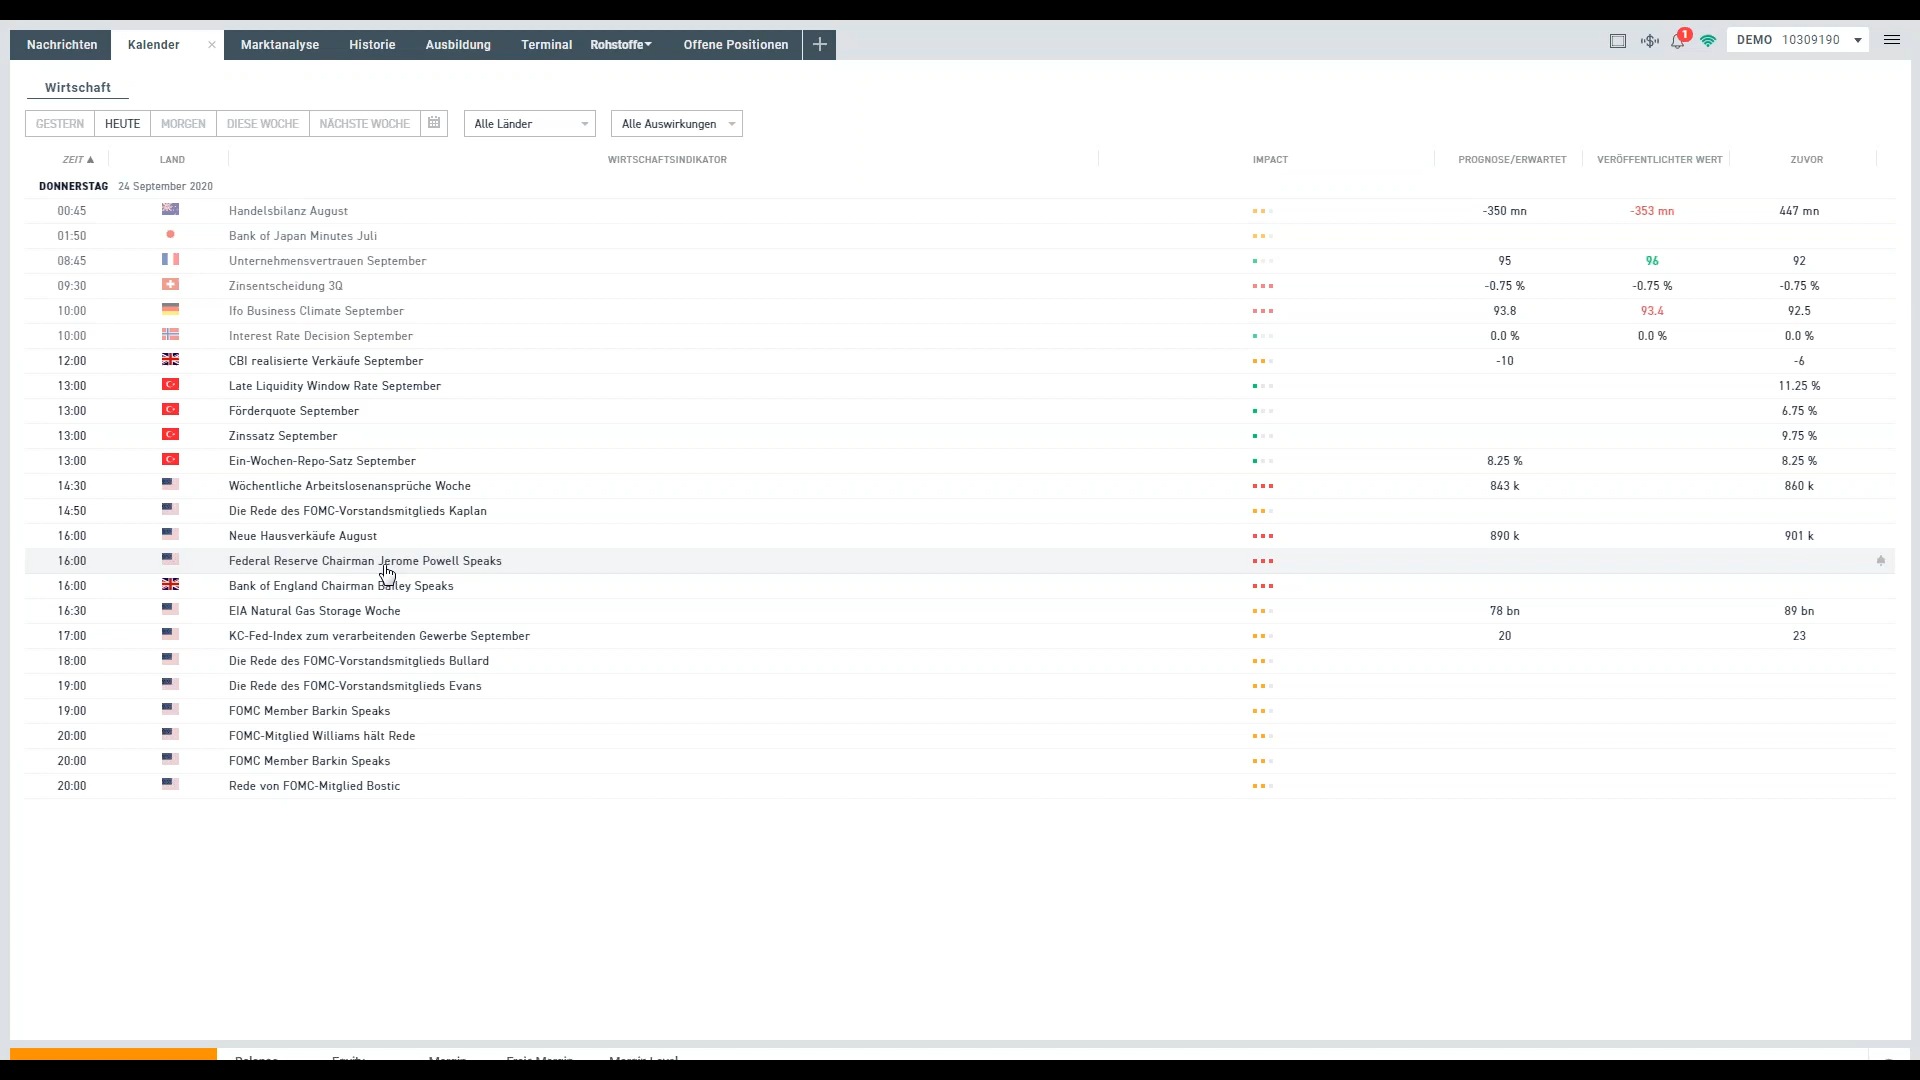 Nachrichten Kalender × Marktanalyse Historie Ausbildung Terminal Rohstoffe Offene Positionen +
1 DEMO 10309190
Wirtschaft
GESTERN HEUTE MORGEN DIESE WOCHE NÄCHSTE WOCHE Alle Länder Alle Auswirkungen
ZEIT ▲ LAND WIRTSCHAFTSINDIKATOR IMPACT PROGNOSE/ERWARTET VERÖFFENTLICHTER WERT ZUVOR
DONNERSTAG 24 September 2020
00:45 Handelsbilanz August -350 mn -353 mn 447 mn
01:50 Bank of Japan Minutes Juli
08:45 Unternehmensvertrauen September 95 96 92
09:30 Zinsentscheidung 3Q -0.75 % -0.75 % -0.75 %
10:00 Ifo Business Climate September 93.8 93.4 92.5
10:00 Interest Rate Decision September 0.0 % 0.0 % 0.0 %
12:00 CBI realisierte Verkäufe September -10 -6
13:00 Late Liquidity Window Rate September 11.25 %
13:00 Förderquote September 6.75 %
13:00 Zinssatz September 9.75 %
13:00 Ein-Wochen-Repo-Satz September 8.25 % 8.25 %
14:30 Wöchentliche Arbeitslosenansprüche Woche 843 k 860 k
14:50 Die Rede des FOMC-Vorstandsmitglieds Kaplan
16:00 Neue Hausverkäufe August 890 k 901 k
16:00 Federal Reserve Chairman Jerome Powell Speaks
16:00 Bank of England Chairman Bailey Speaks
16:30 EIA Natural Gas Storage Woche 78 bn 89 bn
17:00 KC-Fed-Index zum verarbeitenden Gewerbe September 20 23
18:00 Die Rede des FOMC-Vorstandsmitglieds Bullard
19:00 Die Rede des FOMC-Vorstandsmitglieds Evans
19:00 FOMC Member Barkin Speaks
20:00 FOMC-Mitglied Williams hält Rede
20:00 FOMC Member Barkin Speaks
20:00 Rede von FOMC-Mitglied Bostic
Balance Equity Margin Freie Margin Margin Level